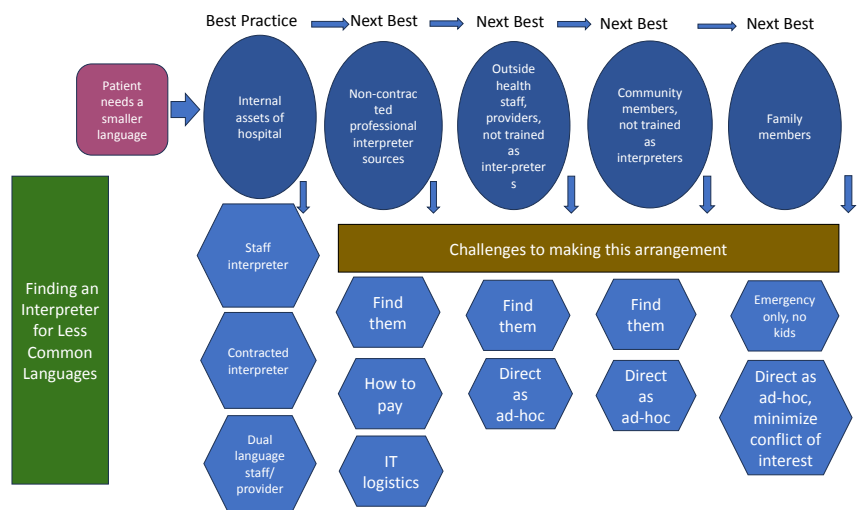 Best Practice
Next Best
Next Best
Next Best
Next Best
Patient
needs a
smaller
language
Internal
assets of
hospital
Non-contrac
ted
professional
interpreter
sources
Outside
health
staff,
providers,
not trained
as
inter-preter
s
Community
members,
not trained
as
interpreters
Family
members
Finding an
Interpreter
for Less
Common
Languages
Challenges to making this arrangement
Staff
interpreter
Contracted
interpreter
Dual
language
staff/
provider
Find
them
How to
pay
IT
logistics
Find
them
Direct
as
ad-hoc
Find
them
Direct
as
ad-hoc
Emergency
only, no
kids
Direct as
ad-hoc,
minimize
conflict of
interest